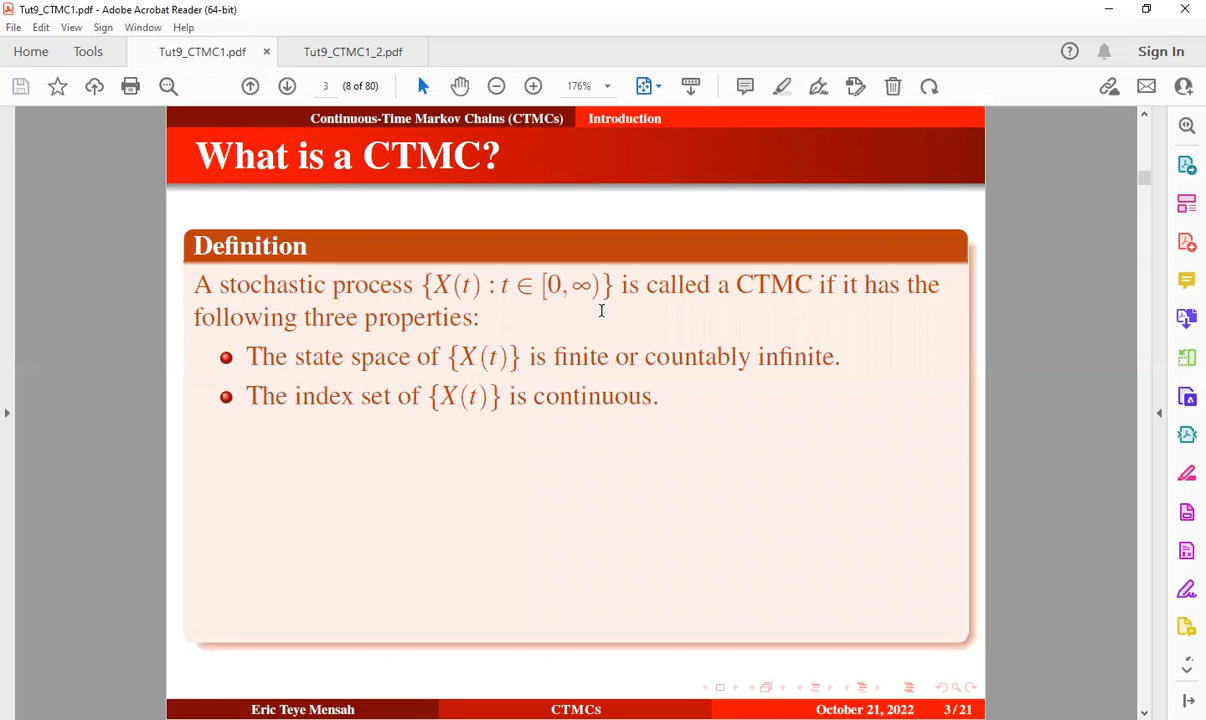 Tut9_CTMC1.pdf - Adobe Acrobat Reader (64-bit)
File Edit View Sign Window Help
Home Tools Tut9_CTMC1.pdf × Tut9_CTMC1_2.pdf Sign In
3 (8 of 80) 176%
Continuous-Time Markov Chains (CTMCs) Introduction
What is a CTMC?
Definition
A stochastic process {X(t) : t ∈ [0, ∞)} is called a CTMC if it has the
following three properties:
The state space of {X(t)} is finite or countably infinite.
The index set of {X(t)} is continuous.
Eric Teye Mensah CTMCs October 21, 2022 3 / 21